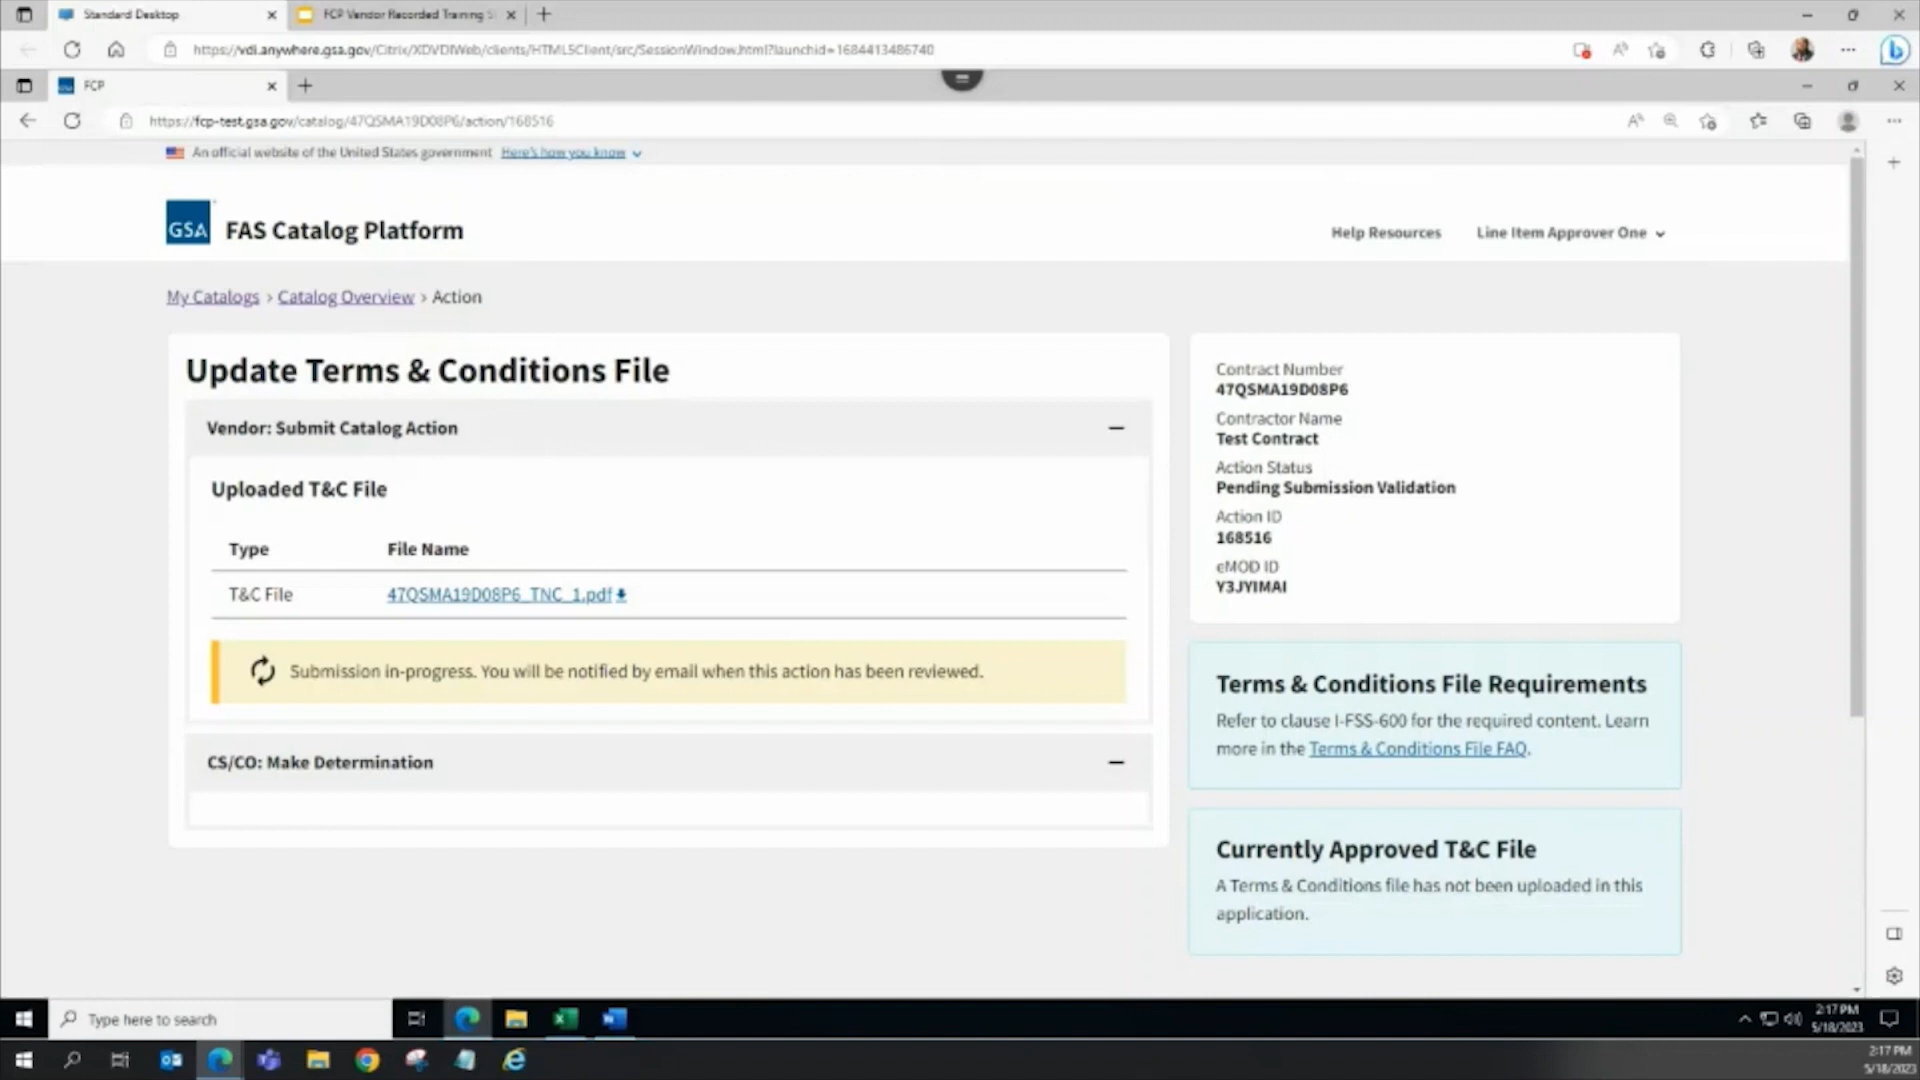 Standard Desktop
FCP Vendor Recorded Training S
https://vdi.anywhere.gsa.gov/Citrix/XDVDIWeb/clients/HTML5Client/src/SessionWindow.html?launchid=1684413486740
FCP
https://fcp-test.gsa.gov/catalog/47QSMA19D08P6/action/168516
An official website of the United States government Here's how you know
GSA FAS Catalog Platform
Help Resources
Line Item Approver One
My Catalogs > Catalog Overview > Action
Update Terms & Conditions File
Vendor: Submit Catalog Action
Uploaded T&C File
Type File Name
T&C File 47QSMA19D08P6_TNC_1.pdf
Submission in-progress. You will be notified by email when this action has been reviewed.
CS/CO: Make Determination
Contract Number
47QSMA19D08P6
Contractor Name
Test Contract
Action Status
Pending Submission Validation
Action ID
168516
eMOD ID
Y3JYIMAI
Terms & Conditions File Requirements
Refer to clause I-FSS-600 for the required content. Learn
more in the Terms & Conditions File FAQ.
Currently Approved T&C File
A Terms & Conditions file has not been uploaded in this
application.
Type here to search
2:17 PM
5/18/2023
2:17 PM
5/18/2023